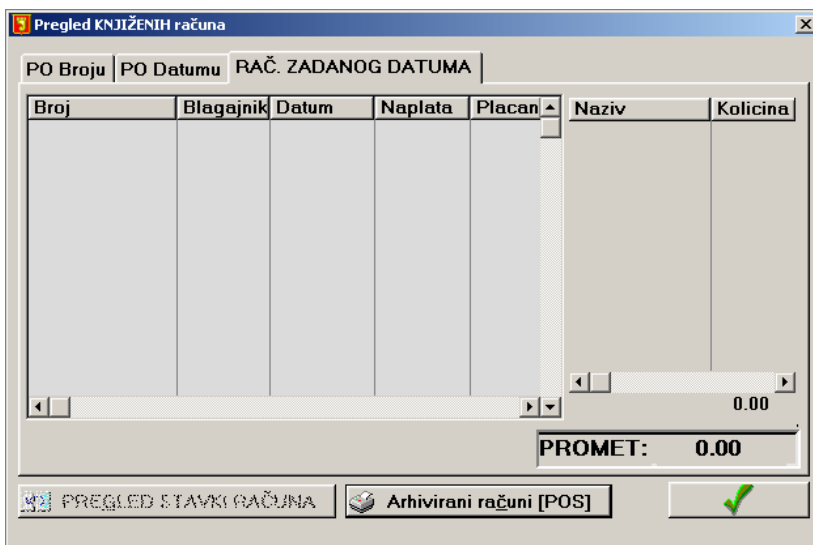 Pregled KNJIŽENIH računa
PO Broju PO Datumu RAČ. ZADANOG DATUMA
Broj Blagajnik Datum Naplata Placan Naziv Kolicina
0.00
PROMET: 0.00
PREGLED STAVKI RAČUNA Arhivirani računi [POS]